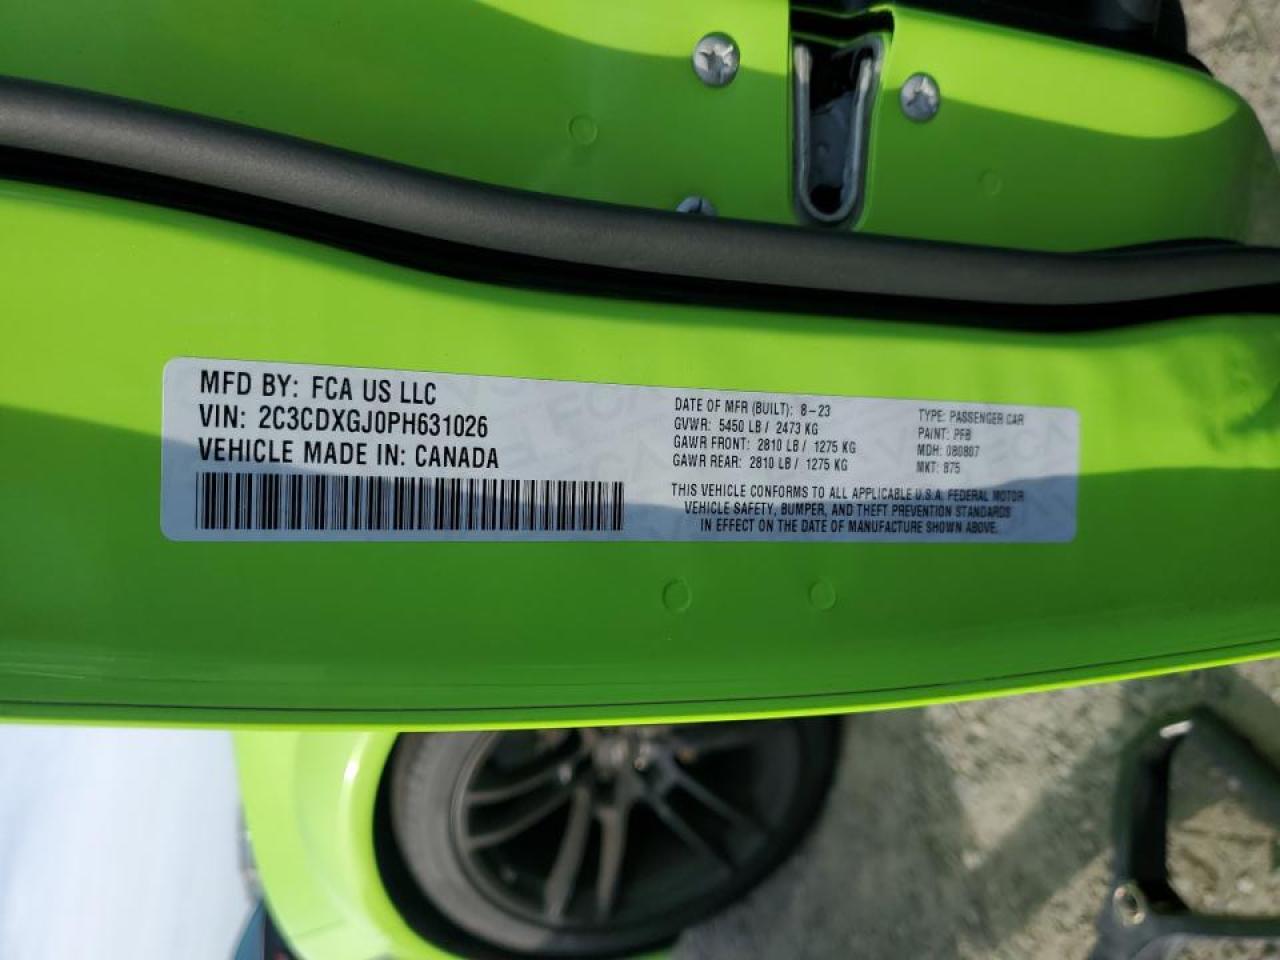 MFD BY: FCA US LLC
VIN: 2C3CDXGJ0PH631026
VEHICLE MADE IN: CANADA
DATE OF MFR (BUILT): 8-23
GVWR: 5450 LB / 2473 KG
GAWR FRONT: 2810 LB / 1275 KG
GAWR REAR: 2810 LB / 1275 KG
TYPE: PASSENGER CAR
PAINT: PFB
MDH: 080807
MKT: 875
THIS VEHICLE CONFORMS TO ALL APPLICABLE U.S.A. FEDERAL MOTOR
VEHICLE SAFETY, BUMPER, AND THEFT PREVENTION STANDARDS
IN EFFECT ON THE DATE OF MANUFACTURE SHOWN ABOVE.